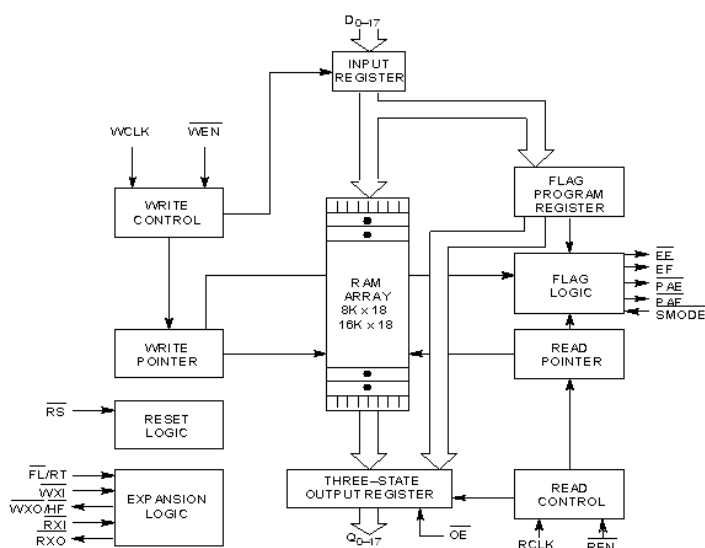 D0–17
INPUT
REGISTER
WCLK
WEN
WRITE
CONTROL
FLAG
PROGRAM
REGISTER
RAM
ARRAY
8K x 18
16K x 18
FLAG
LOGIC
EF
PAE
PAF
SMODE
WRITE
POINTER
READ
POINTER
RS
RESET
LOGIC
FL/RT
WXI
WXO/HF
RXI
RXO
EXPANSION
LOGIC
THREE–STATE
OUTPUT REGISTER
READ
CONTROL
Q0–17
OE
RCLK
REN